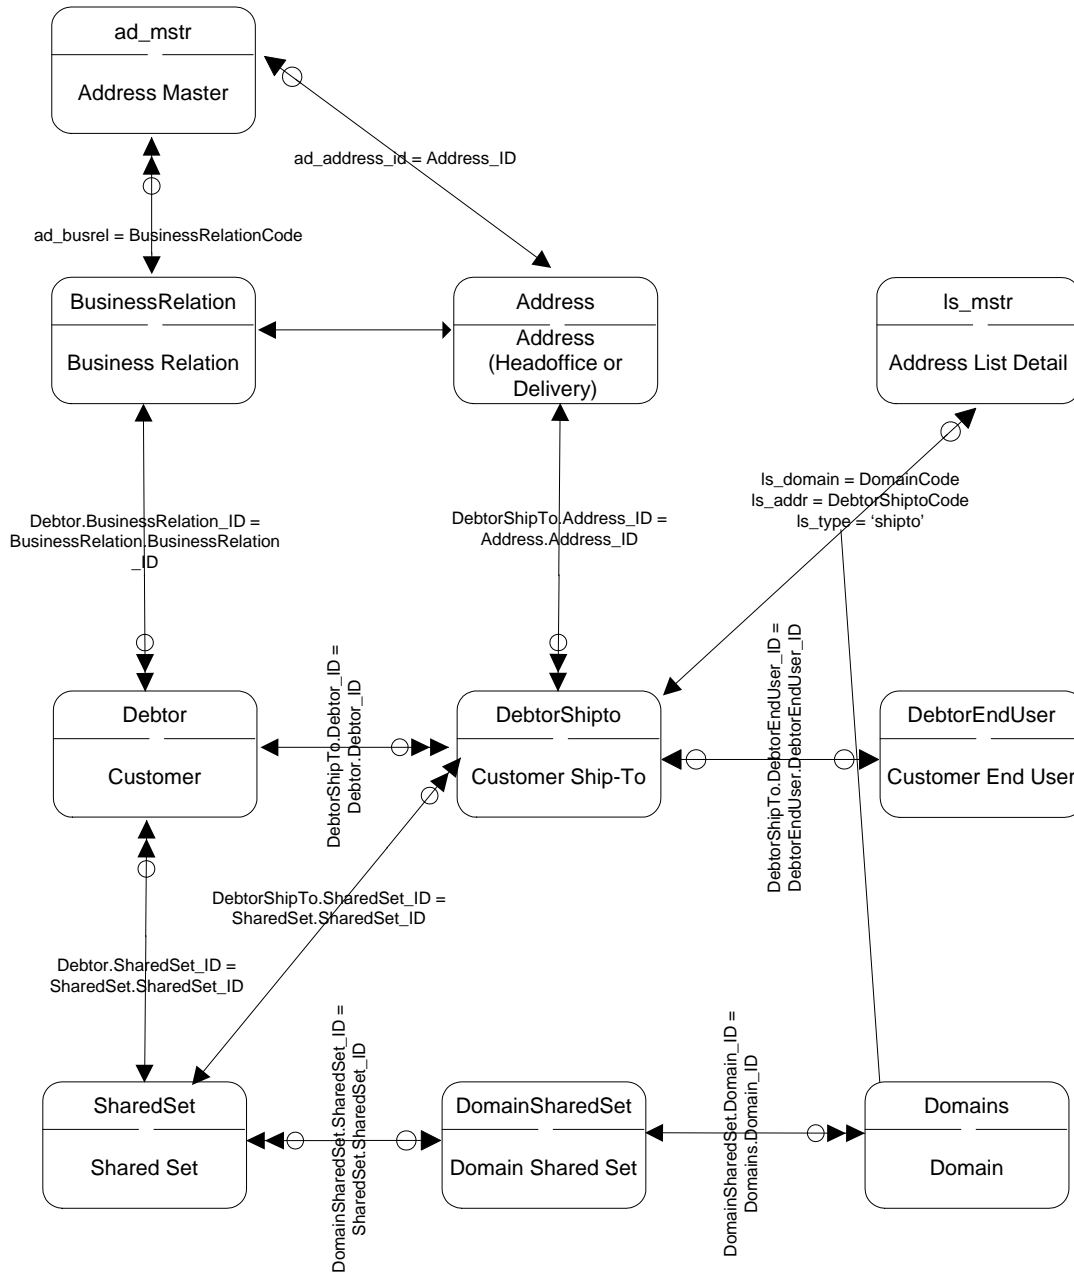 ad_mstr
Address Master
ad_address_id = Address_ID
ad_busrel = BusinessRelationCode
BusinessRelation
Business Relation
Address
Address
(Headoffice or
Delivery)
ls_mstr
Address List Detail
ls_domain = DomainCode
ls_addr = DebtorShiptoCode
ls_type = ‘shipto’
Debtor.BusinessRelation_ID =
BusinessRelation.BusinessRelation
_ID
DebtorShipTo.Address_ID =
Address.Address_ID
Debtor
Customer
DebtorShipTo.Debtor_ID =
Debtor.Debtor_ID
DebtorShipto
Customer Ship-To
DebtorShipTo.DebtorEndUser_ID =
DebtorEndUser.DebtorEndUser_ID
DebtorEndUser
Customer End User
DebtorShipTo.SharedSet_ID =
SharedSet.SharedSet_ID
Debtor.SharedSet_ID =
SharedSet.SharedSet_ID
SharedSet
Shared Set
DomainSharedSet.SharedSet_ID =
SharedSet.SharedSet_ID
DomainSharedSet
Domain Shared Set
DomainSharedSet.Domain_ID =
Domains.Domain_ID
Domains
Domain